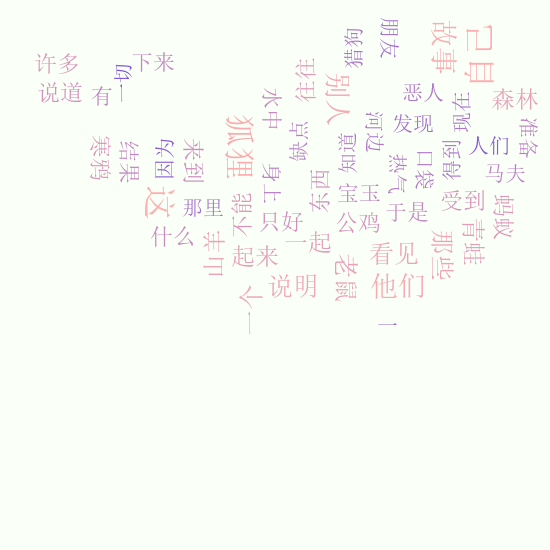 许多
下来
一切
说道
有一
寒鸦
结果
因为
来到
这
那里
什么
山羊
不能
狐狸
水中
身上
只好
一起
起来
一个
说明
缺点
往往
别人
东西
猎狗
朋友
知道
河边
宝玉
公鸡
老鼠
看见
他们
热气
口袋
于是
恶人
发现
故事
自己
现在
得到
受到
那些
青蛙
蚂蚁
马夫
人们
准备
森林
一